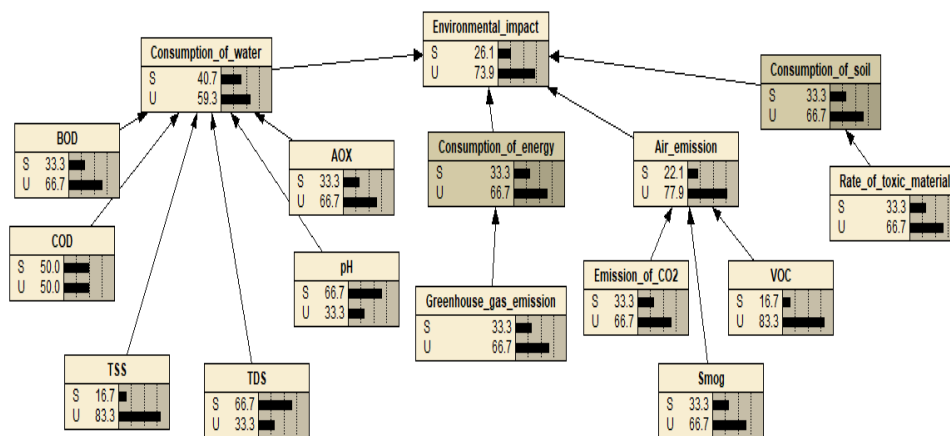 Environmental_impact
S 26.1
U 73.9
Consumption_of_water
S 40.7
U 59.3
Consumption_of_soil
S 33.3
U 66.7
BOD
S 33.3
U 66.7
AOX
S 33.3
U 66.7
Consumption_of_energy
S 33.3
U 66.7
Air_emission
S 22.1
U 77.9
Rate_of_toxic_material
S 33.3
U 66.7
COD
S 50.0
U 50.0
pH
S 66.7
U 33.3
Greenhouse_gas_emission
S 33.3
U 66.7
Emission_of_CO2
S 33.3
U 66.7
VOC
S 16.7
U 83.3
TSS
S 16.7
U 83.3
TDS
S 66.7
U 33.3
Smog
S 33.3
U 66.7